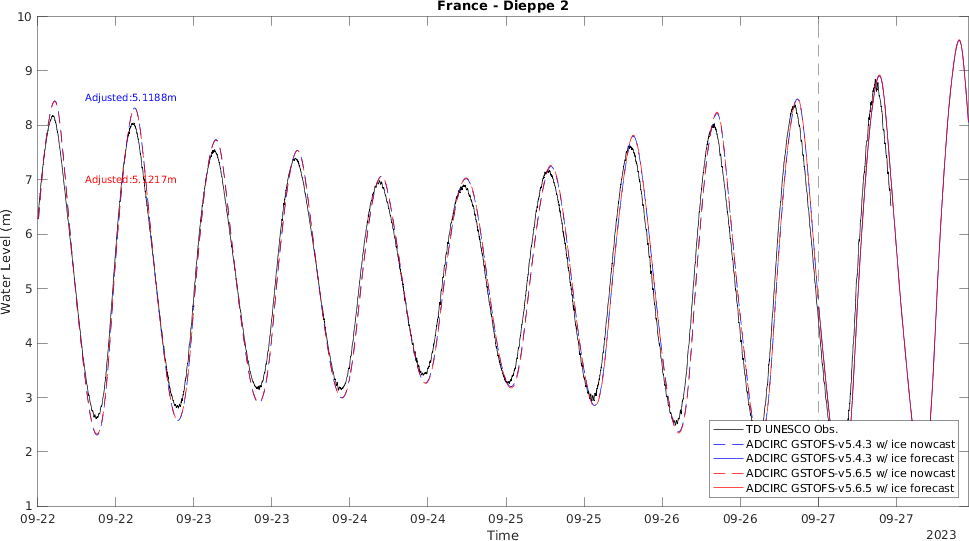 France - Dieppe 2
10
9
8
7
6
5
4
3
2
1
Water Level (m)
Adjusted:5.1188m
Adjusted:5.1217m
TD UNESCO Obs.
ADCIRC GSTOFS-v5.4.3 w/ ice nowcast
ADCIRC GSTOFS-v5.4.3 w/ ice forecast
ADCIRC GSTOFS-v5.6.5 w/ ice nowcast
ADCIRC GSTOFS-v5.6.5 w/ ice forecast
09-22 09-22 09-23 09-23 09-24 09-24 09-25 09-25 09-26 09-26 09-27 09-27
Time
2023